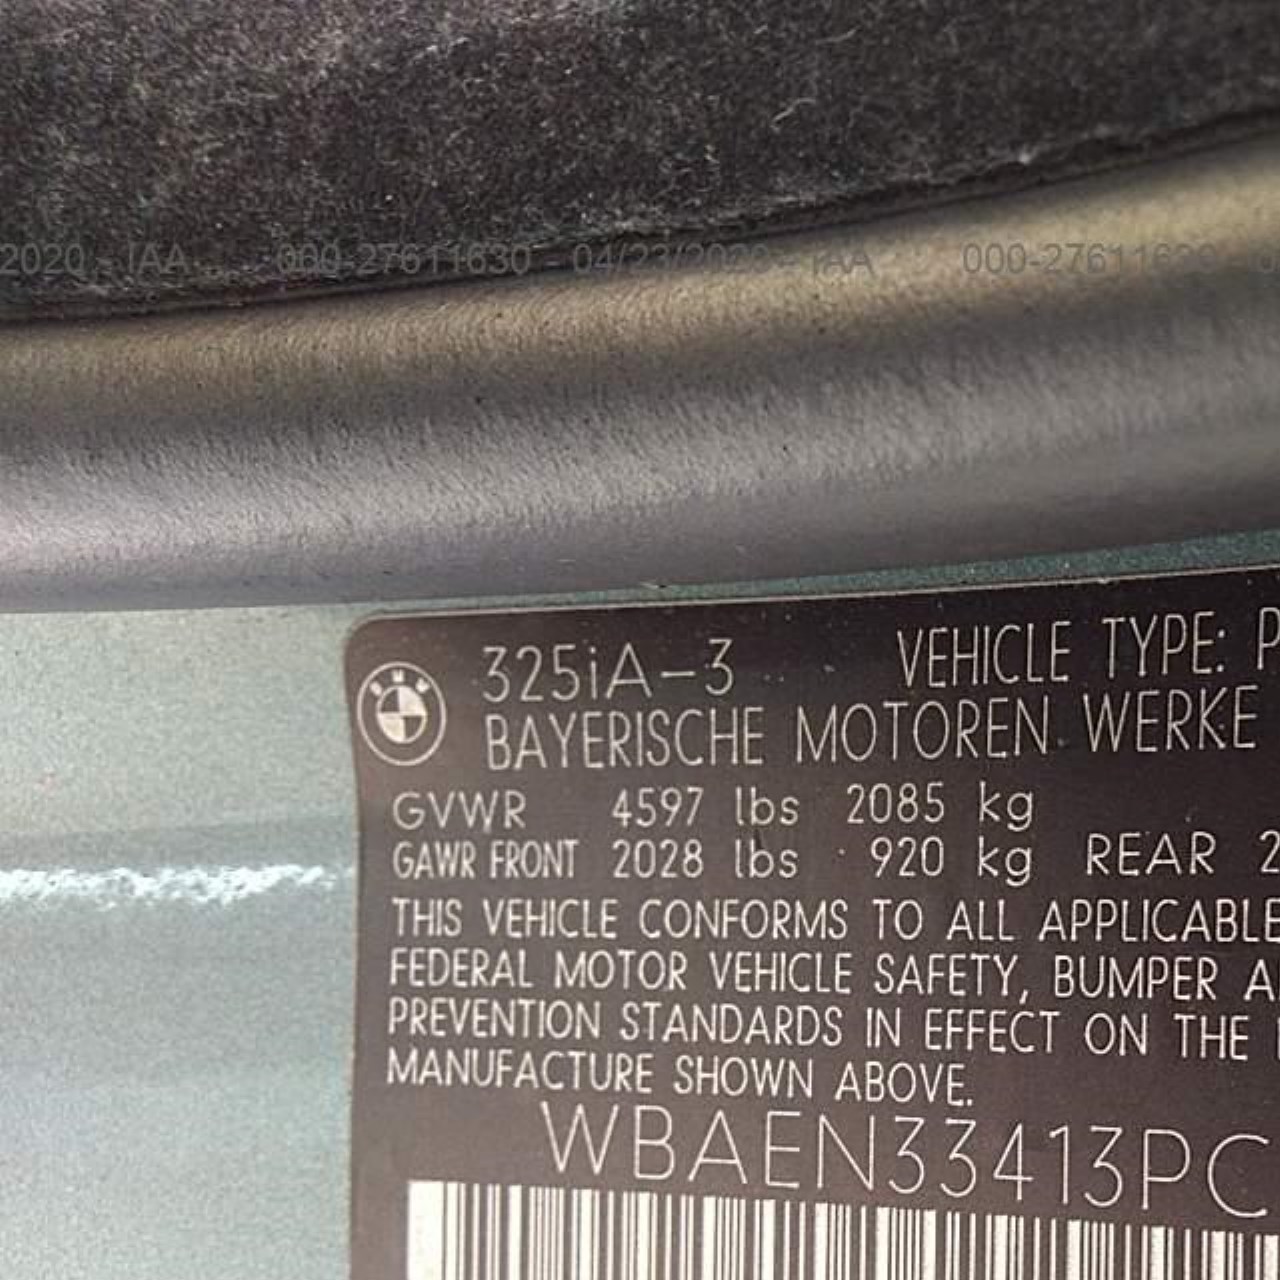 2020 - IAA 000-27611630 - 04/23/2020 - IAA 000-27611630
325iA-3 VEHICLE TYPE: P
BMW
BAYERISCHE MOTOREN WERKE
GVWR 4597 lbs 2085 kg
GAWR FRONT 2028 lbs 920 kg REAR 2
THIS VEHICLE CONFORMS TO ALL APPLICABLE
FEDERAL MOTOR VEHICLE SAFETY, BUMPER A
PREVENTION STANDARDS IN EFFECT ON THE
MANUFACTURE SHOWN ABOVE.
WBAEN33413PC